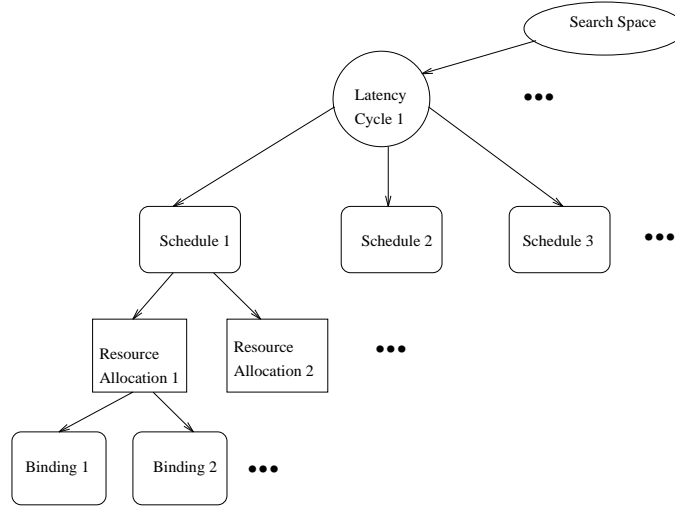 Search Space
Latency
Cycle 1
Schedule 1
Schedule 2
Schedule 3
Resource
Allocation 1
Resource
Allocation 2
Binding 1
Binding 2